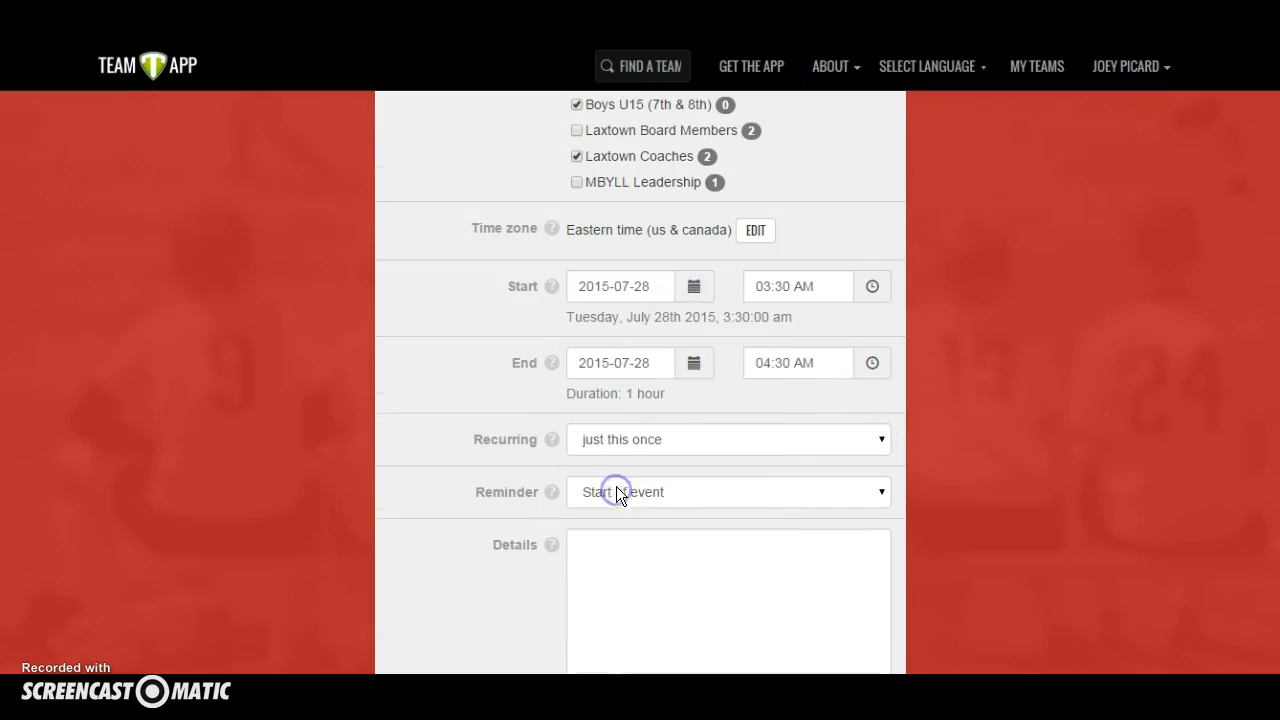 TEAM T APP
FIND A TEAM
GET THE APP
ABOUT
SELECT LANGUAGE
MY TEAMS
JOEY PICARD
Boys U15 (7th & 8th) 0
Laxtown Board Members 2
Laxtown Coaches 2
MBYLL Leadership 1
Time zone ? Eastern time (us & canada) EDIT
Start ? 2015-07-28 03:30 AM
Tuesday, July 28th 2015, 3:30:00 am
End ? 2015-07-28 04:30 AM
Duration: 1 hour
Recurring ? just this once
Reminder ? Start of event
Details ?
Recorded with
SCREENCAST MATIC